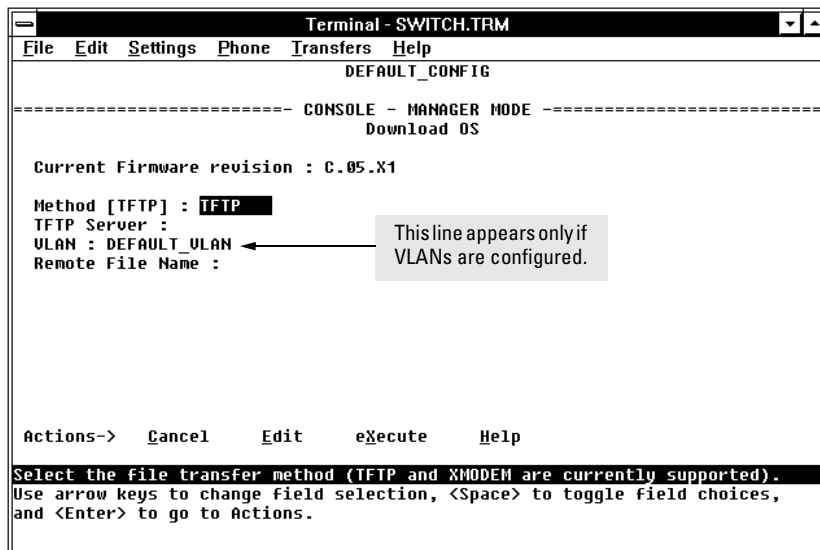 Terminal - SWITCH.TRM
File Edit Settings Phone Transfers Help
DEFAULT_CONFIG
==========================- CONSOLE - MANAGER MODE -==========================
Download OS
Current Firmware revision : C.05.X1
Method [TFTP] : TFTP
TFTP Server :
VLAN : DEFAULT_VLAN
Remote File Name :
This line appears only if
VLANs are configured.
Actions-> Cancel Edit eXecute Help
Select the file transfer method (TFTP and XMODEM are currently supported).
Use arrow keys to change field selection, <Space> to toggle field choices,
and <Enter> to go to Actions.